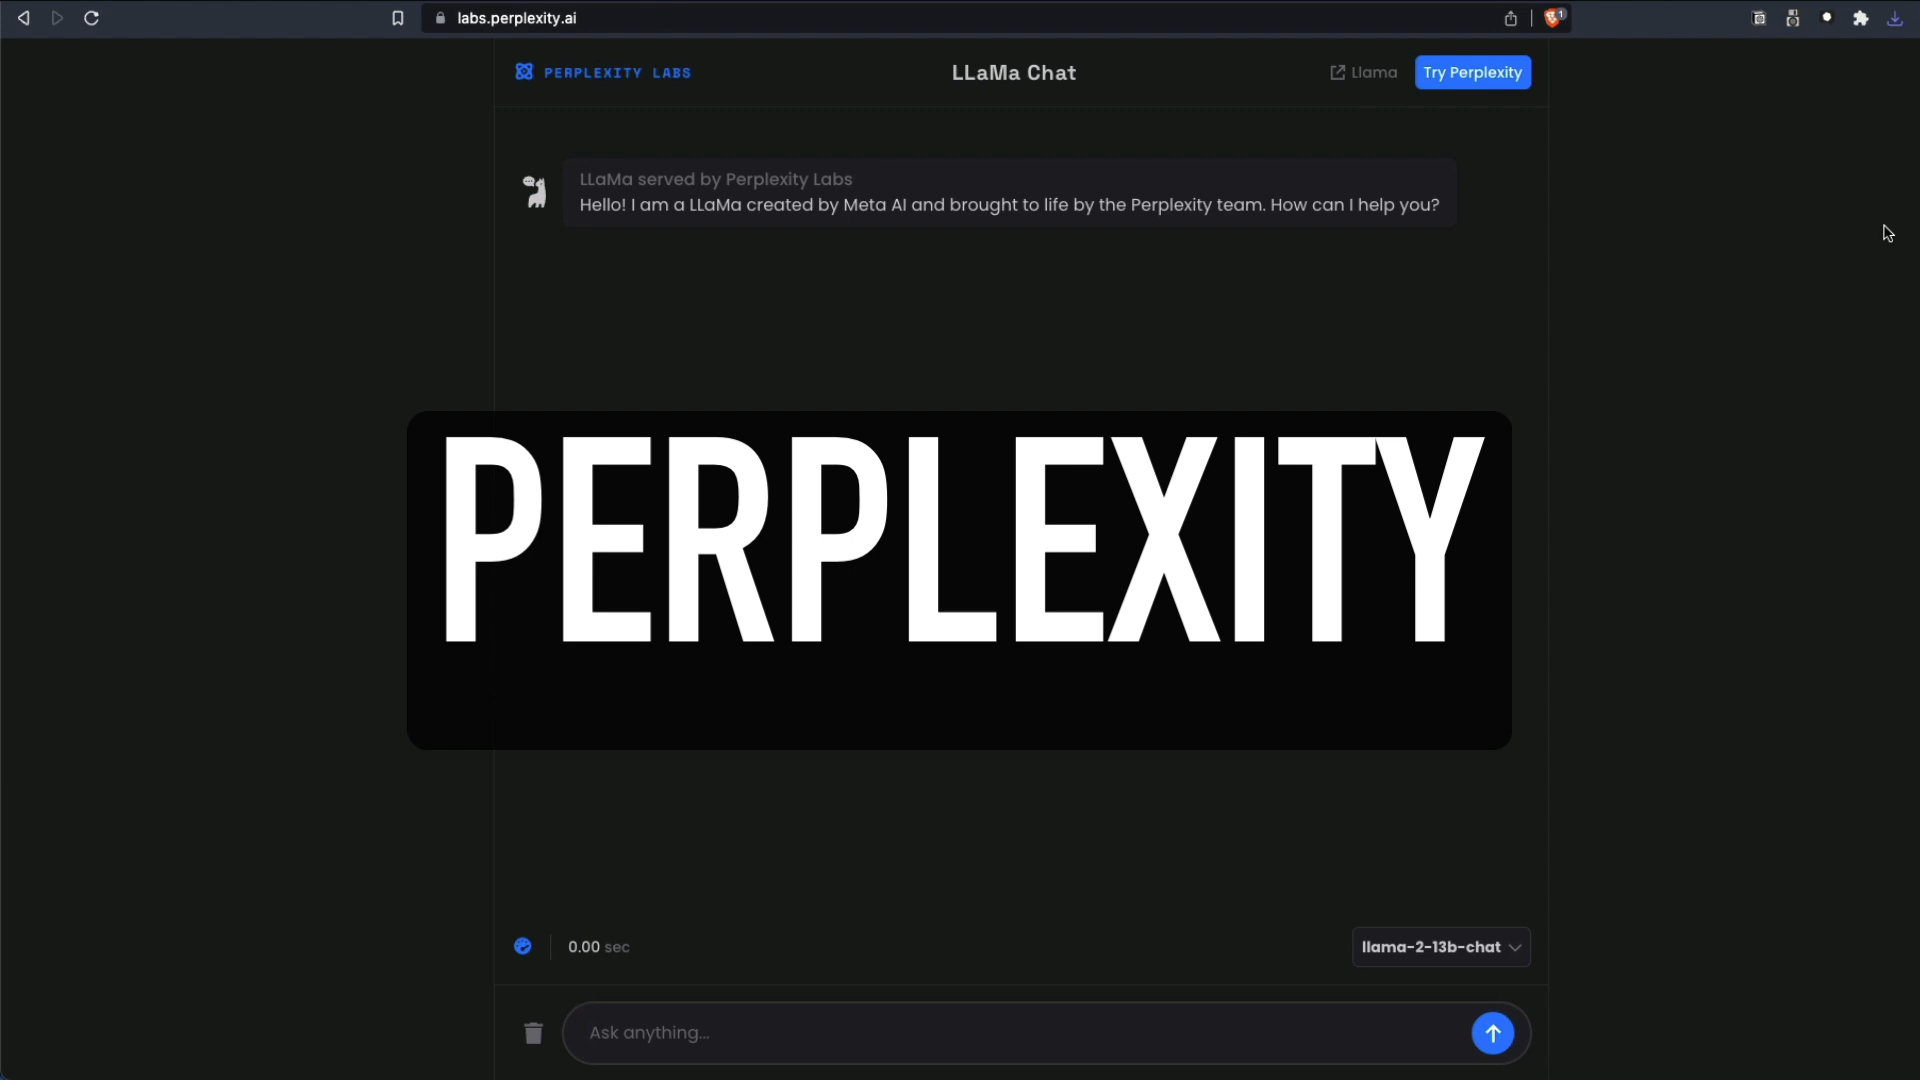 labs.perplexity.ai
1
PERPLEXITY LABS
LLaMa Chat
Llama
Try Perplexity
LLaMa served by Perplexity Labs
Hello! I am a LLaMa created by Meta AI and brought to life by the Perplexity team. How can I help you?
PERPLEXITY
0.00 sec
llama-2-13b-chat
Ask anything...